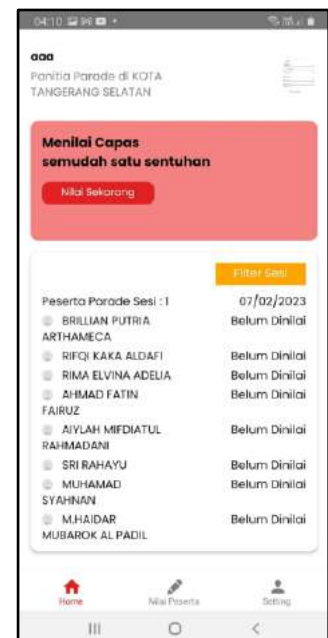 04:10
aaa
Panitia Parade di KOTA
TANGERANG SELATAN
Menilai Capas
semudah satu sentuhan
Nilai Sekarang
Filter Sesi
Peserta Parade Sesi : 1 07/02/2023
BRILLIAN PUTRIA Belum Dinilai
ARTHAMECA
RIFQI KAKA ALDAFI Belum Dinilai
RIMA ELVINA ADELIA Belum Dinilai
AHMAD FATIN Belum Dinilai
FAIRUZ
AIYLAH MIFDIATUL Belum Dinilai
RAHMADANI
SRI RAHAYU Belum Dinilai
MUHAMAD Belum Dinilai
SYAHNAN
M.HAIDAR Belum Dinilai
MUBAROK AL PADIL
Home Nilai Peserta Setting